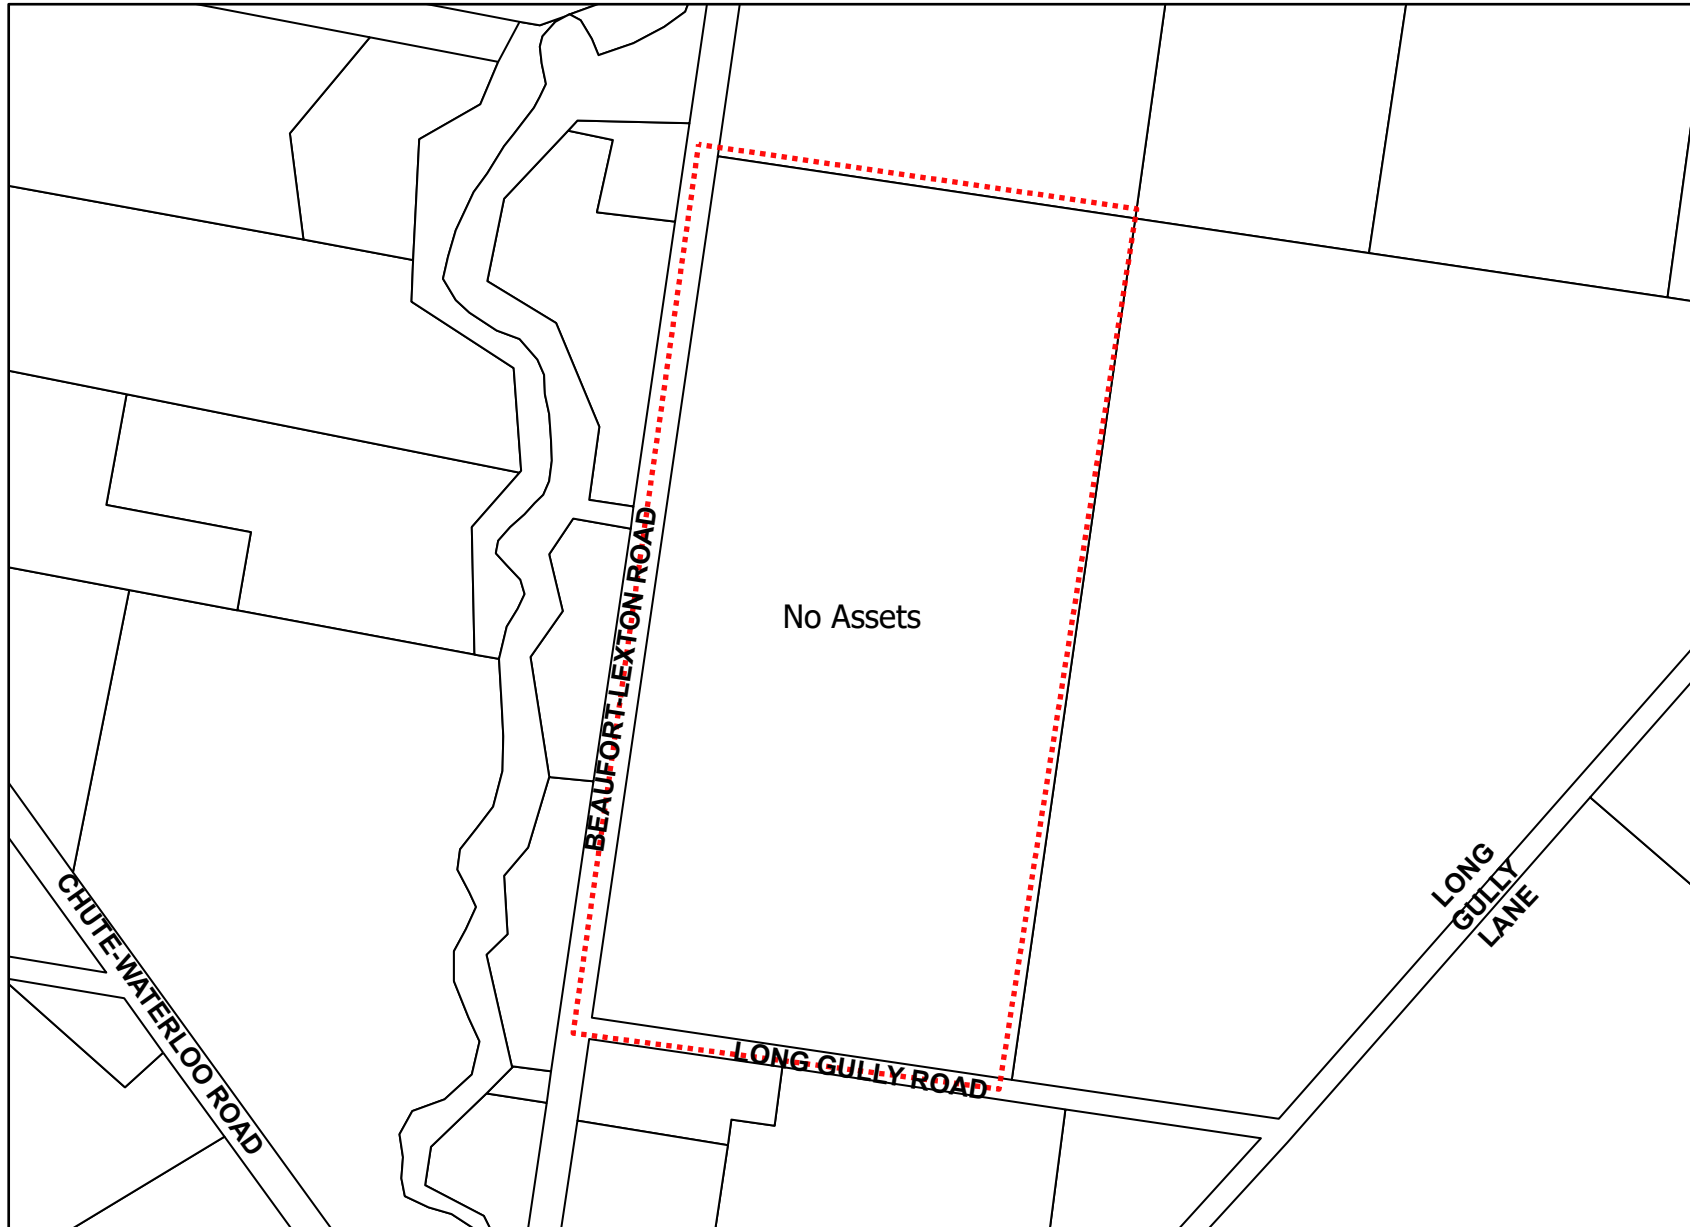 BEAUFORT-LEXTON ROAD
No Assets
LONG
GULLY
LANE
CHUTE-WATERLOO ROAD
LONG GULLY ROAD